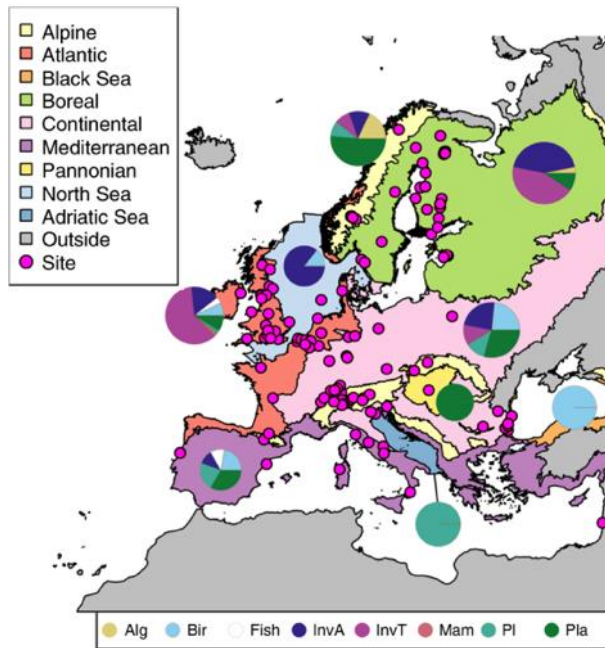 Alpine
Atlantic
Black Sea
Boreal
Continental
Mediterranean
Pannonian
North Sea
Adriatic Sea
Outside
Site
Alg Bir Fish InvA InvT Mam Pl Pla